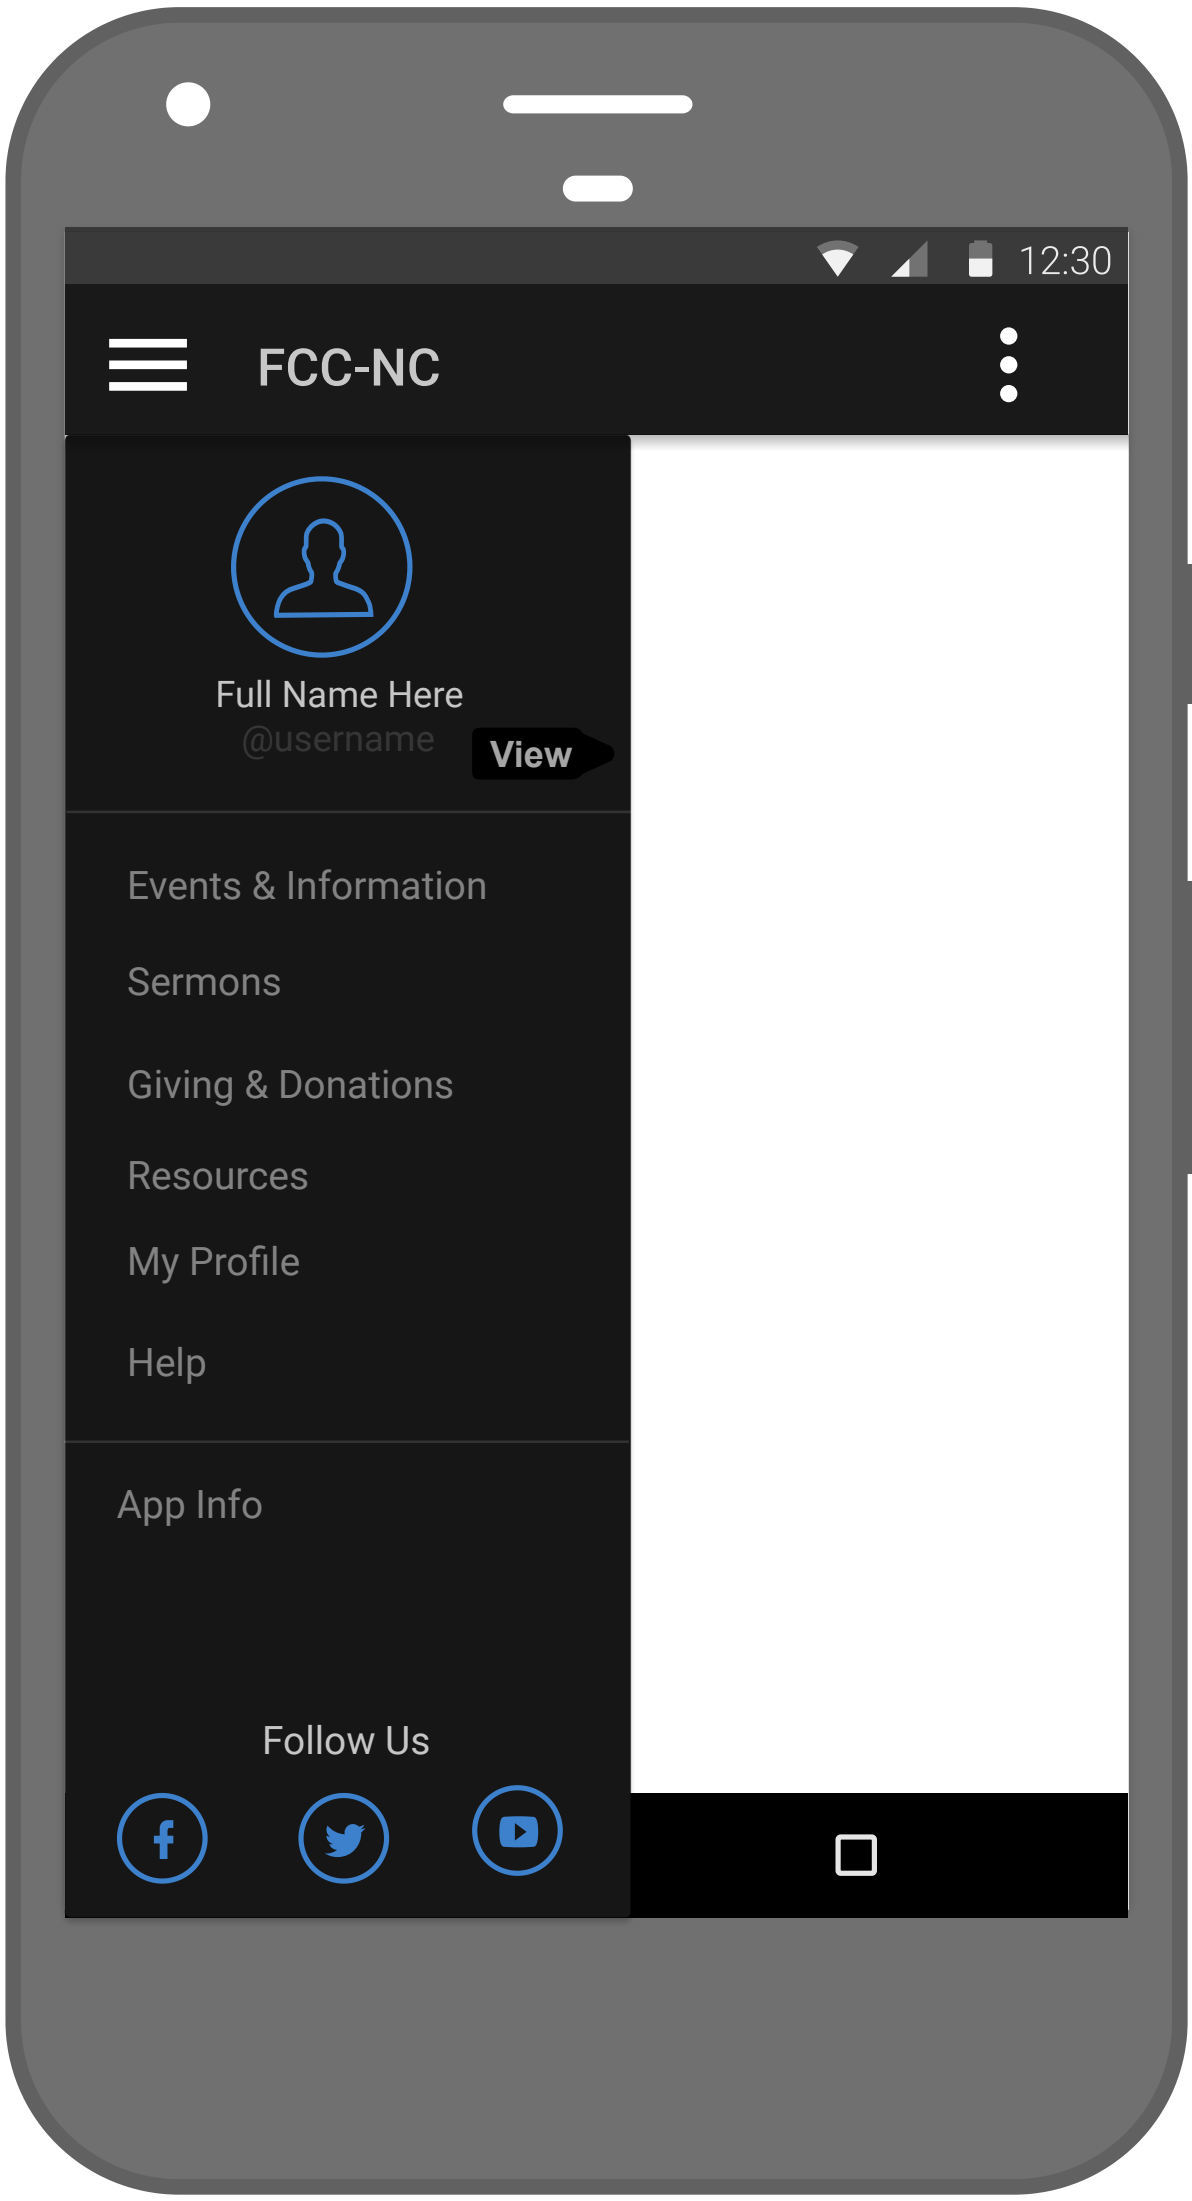 12:30
FCC-NC
Full Name Here
@username
View
Events & Information
Sermons
Giving & Donations
Resources
My Profile
Help
App Info
Follow Us